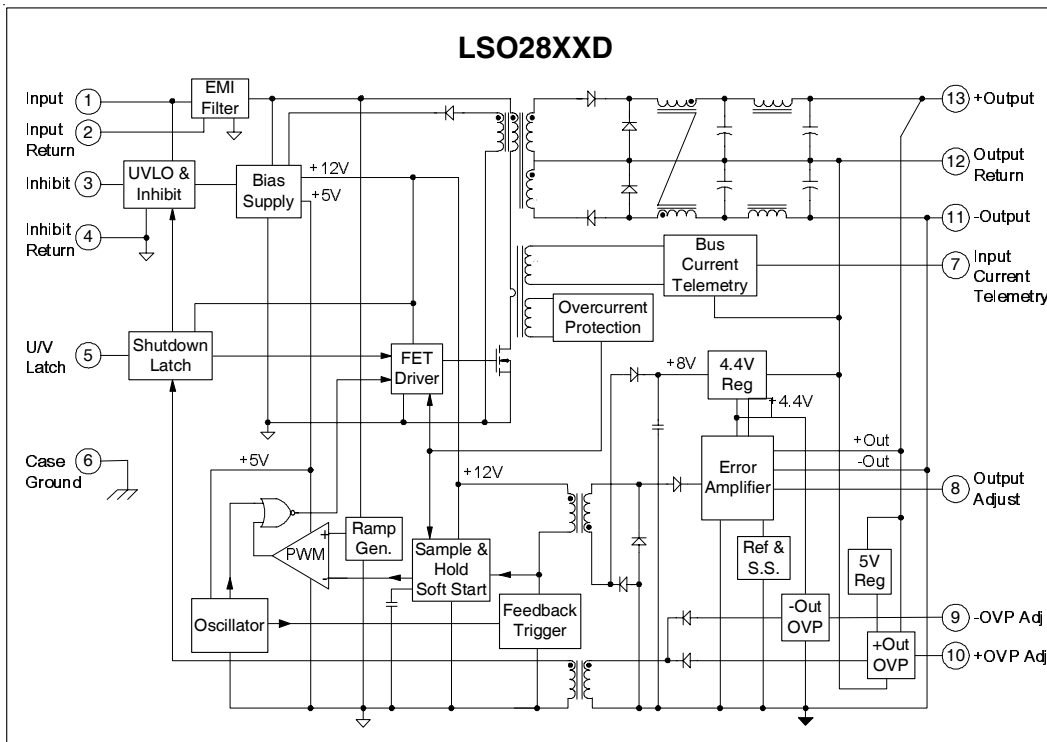 LSO28XXD
Input
1
EMI
Filter
13
+Output
Input
Return
2
12
Output
Return
Inhibit
3
UVLO &
Inhibit
Bias
Supply
+12V
+5V
11
-Output
Inhibit
Return
4
Bus
Current
Telemetry
7
Input
Current
Telemetry
Overcurrent
Protection
U/V
Latch
5
Shutdown
Latch
FET
Driver
+8V
4.4V
Reg
+4.4V
Case
Ground
6
+5V
+12V
Error
Amplifier
+Out
-Out
8
Output
Adjust
PWM
+
-
Ramp
Gen.
Sample &
Hold
Soft Start
Ref &
S.S.
5V
Reg
Oscillator
Feedback
Trigger
-Out
OVP
9
-OVP Adj
+Out
OVP
10
+OVP Adj